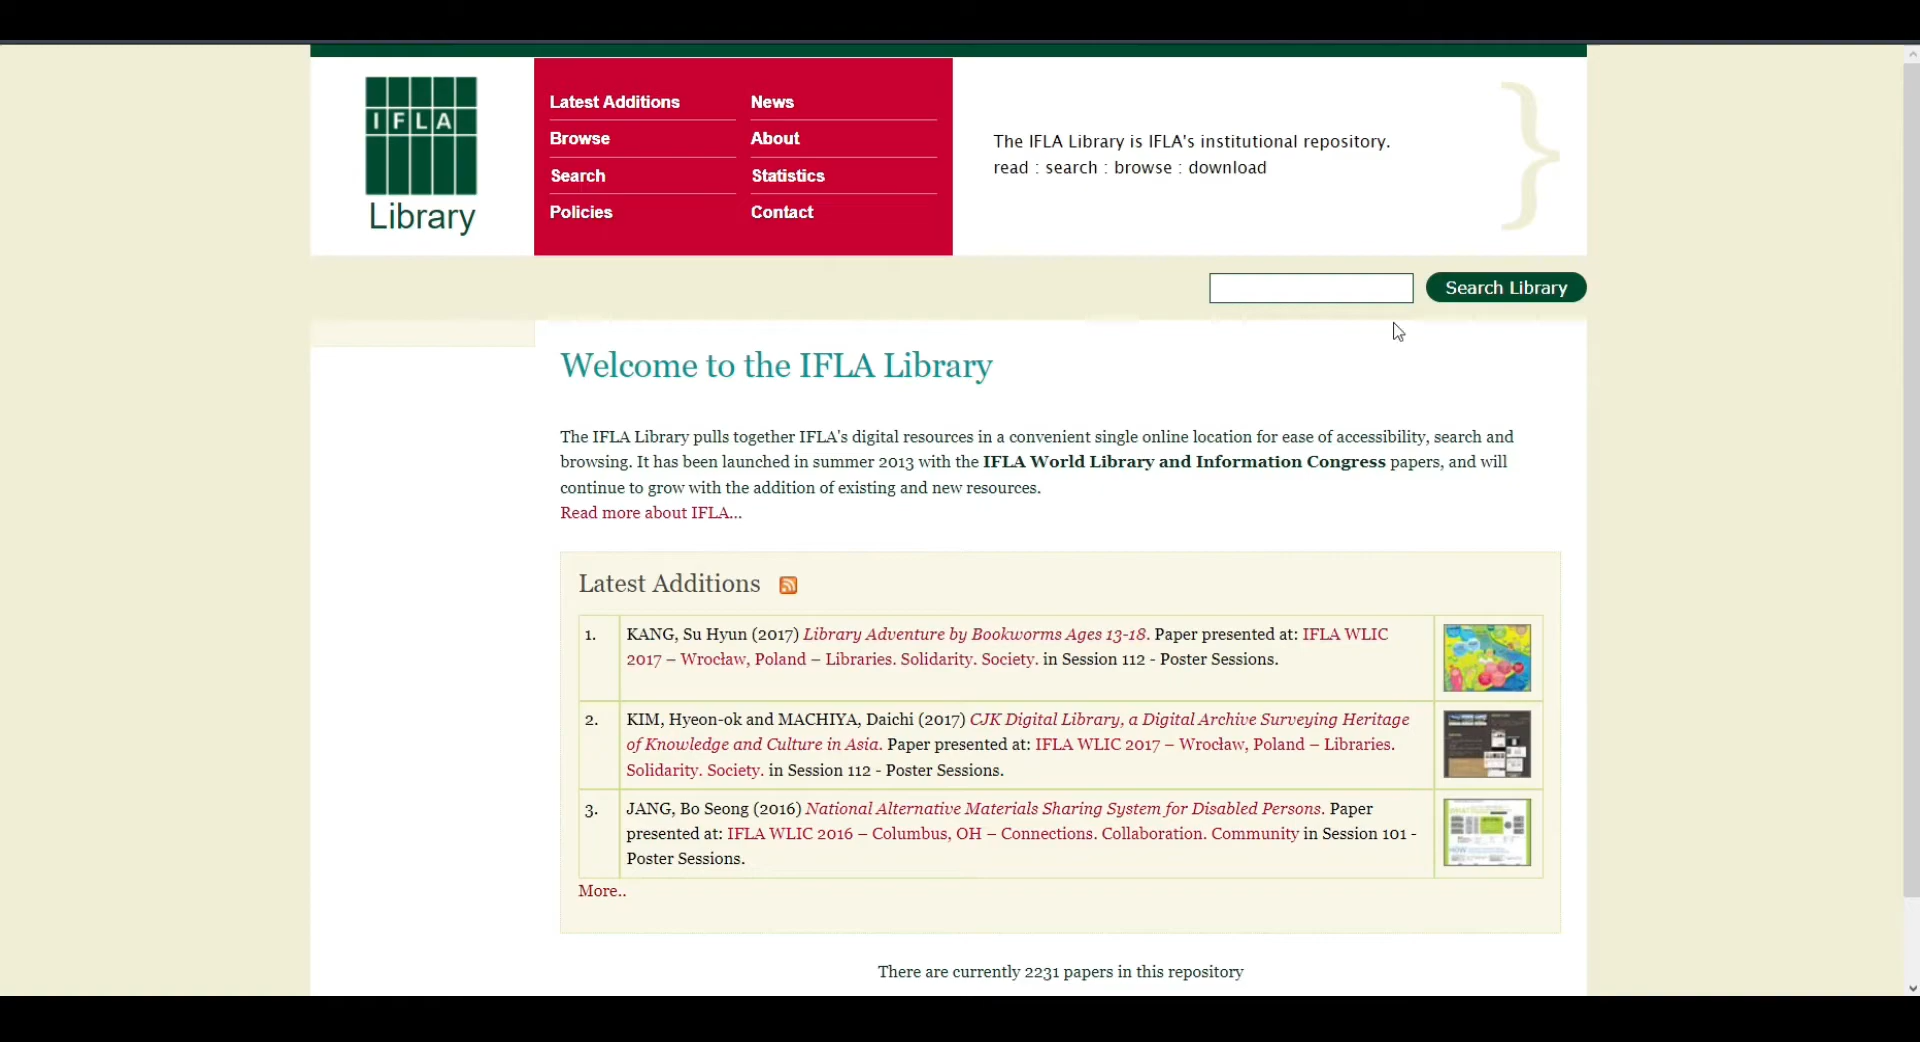 IFLA
Library
Latest Additions
News
Browse
About
Search
Statistics
Policies
Contact
The IFLA Library is IFLA's institutional repository.
read : search : browse : download
}
Search Library
Welcome to the IFLA Library
The IFLA Library pulls together IFLA's digital resources in a convenient single online location for ease of accessibility, search and
browsing. It has been launched in summer 2013 with the IFLA World Library and Information Congress papers, and will
continue to grow with the addition of existing and new resources.
Read more about IFLA...
Latest Additions
1. KANG, Su Hyun (2017) Library Adventure by Bookworms Ages 13-18. Paper presented at: IFLA WLIC
2017 – Wrocław, Poland – Libraries. Solidarity. Society. in Session 112 - Poster Sessions.
2. KIM, Hyeon-ok and MACHIYA, Daichi (2017) CJK Digital Library, a Digital Archive Surveying Heritage
of Knowledge and Culture in Asia. Paper presented at: IFLA WLIC 2017 – Wrocław, Poland – Libraries.
Solidarity. Society. in Session 112 - Poster Sessions.
3. JANG, Bo Seong (2016) National Alternative Materials Sharing System for Disabled Persons. Paper
presented at: IFLA WLIC 2016 – Columbus, OH – Connections. Collaboration. Community in Session 101 -
Poster Sessions.
More..
There are currently 2231 papers in this repository